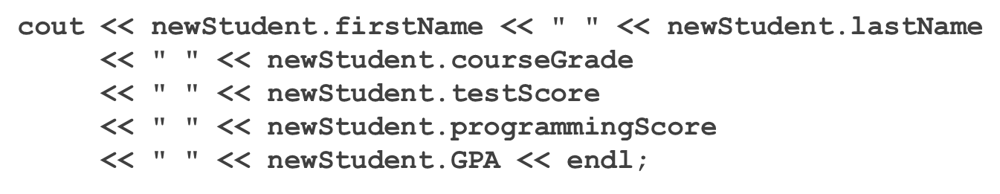 cout << newStudent.firstName << " " << newStudent.lastName
     << " " << newStudent.courseGrade
     << " " << newStudent.testScore
     << " " << newStudent.programmingScore
     << " " << newStudent.GPA << endl;